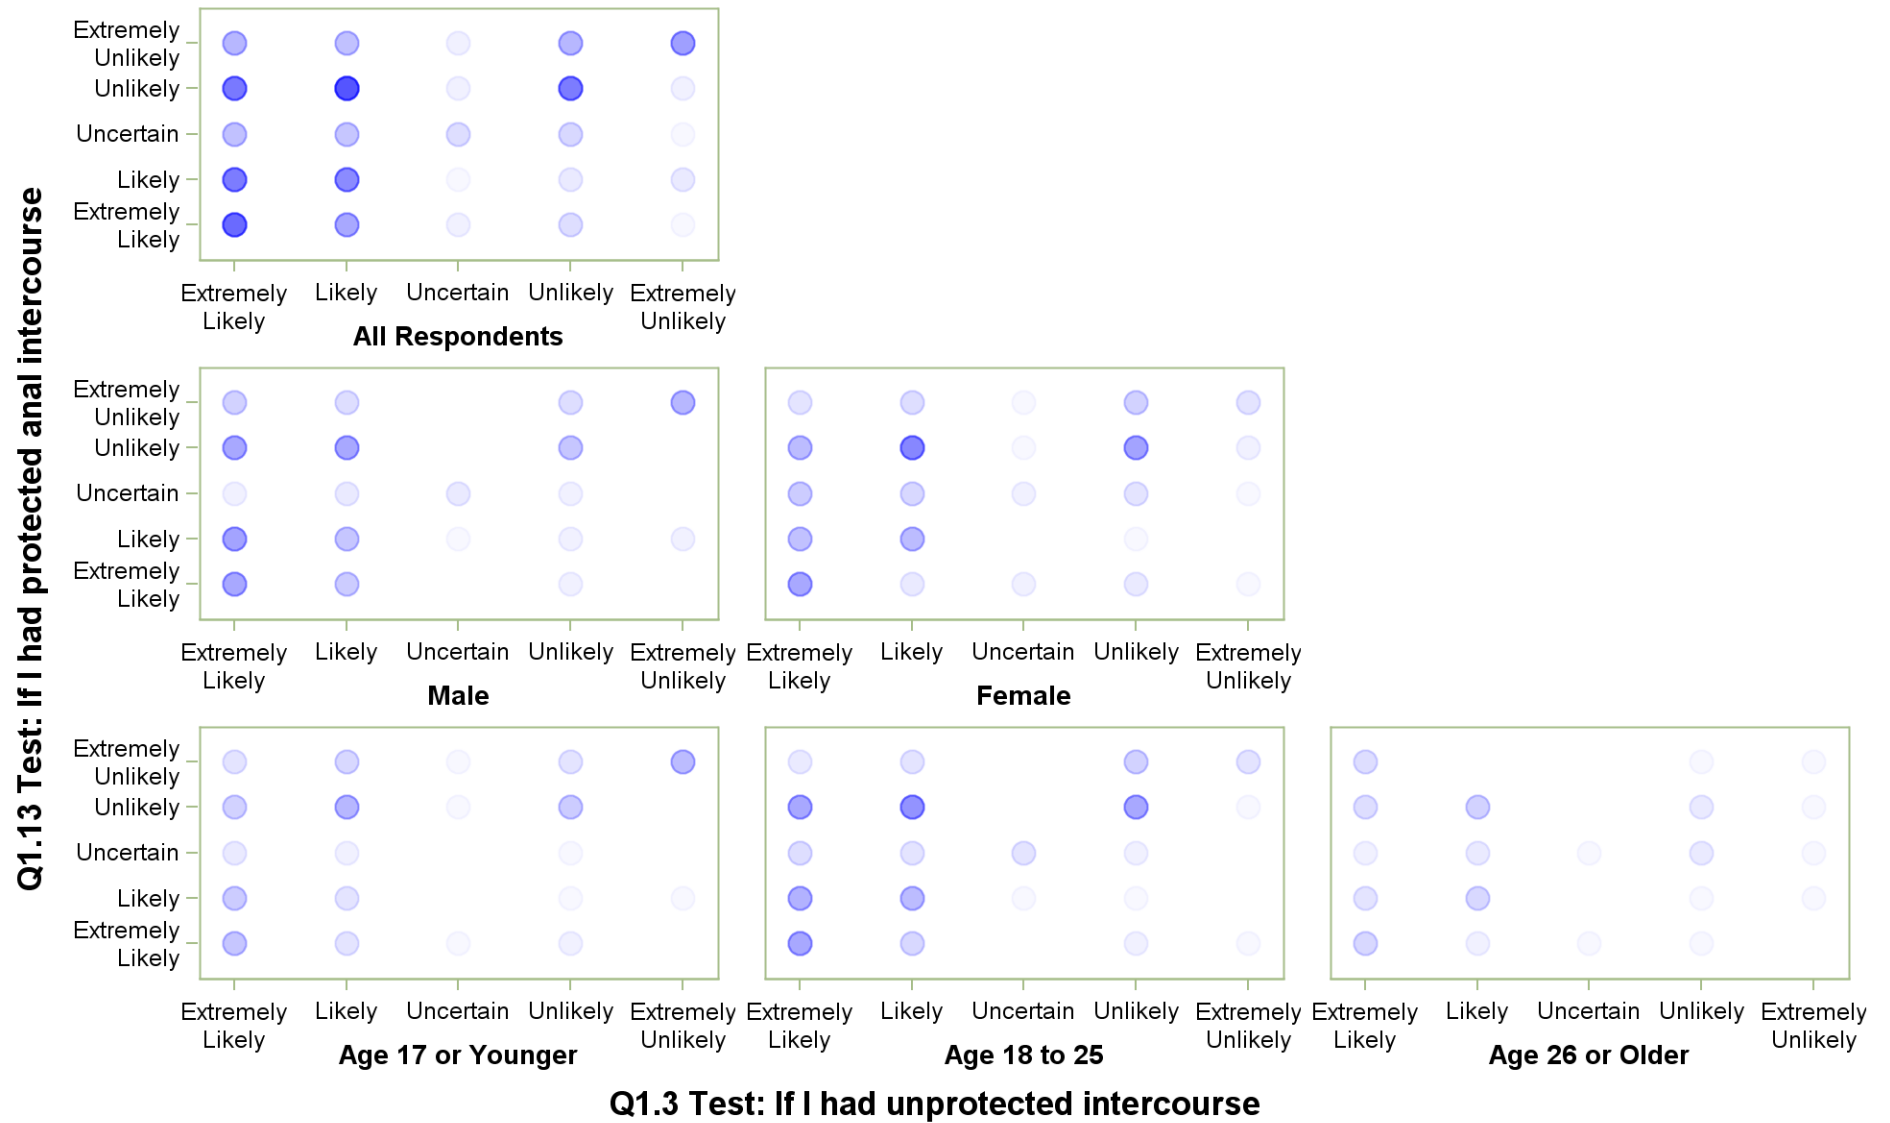 Q1.13 Test: If I had protected anal intercourse
Extremely
Unlikely
Unlikely
Uncertain
Likely
Extremely
Likely
Extremely Likely Uncertain Unlikely Extremely
Likely Unlikely
All Respondents
Extremely
Unlikely
Unlikely
Uncertain
Likely
Extremely
Likely
Extremely Likely Uncertain Unlikely Extremely
Likely Unlikely
Male
Extremely Likely Uncertain Unlikely Extremely
Likely Unlikely
Female
Extremely
Unlikely
Unlikely
Uncertain
Likely
Extremely
Likely
Extremely Likely Uncertain Unlikely Extremely
Likely Unlikely
Age 17 or Younger
Extremely Likely Uncertain Unlikely Extremely
Likely Unlikely
Age 18 to 25
Extremely Likely Uncertain Unlikely Extremely
Likely Unlikely
Age 26 or Older
Q1.3 Test: If I had unprotected intercourse